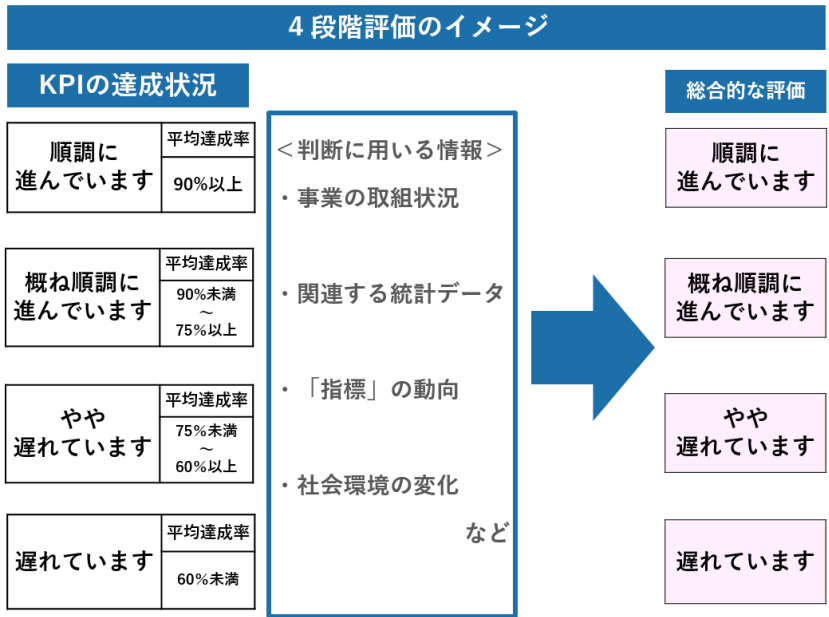 4段階評価のイメージ
KPIの達成状況
順調に
進んでいます
平均達成率
90%以上
概ね順調に
進んでいます
平均達成率
90%未満
～
75%以上
やや
遅れています
平均達成率
75%未満
～
60%以上
遅れています
平均達成率
60%未満
＜判断に用いる情報＞
・事業の取組状況
・関連する統計データ
・「指標」の動向
・社会環境の変化
など
総合的な評価
順調に
進んでいます
概ね順調に
進んでいます
やや
遅れています
遅れています